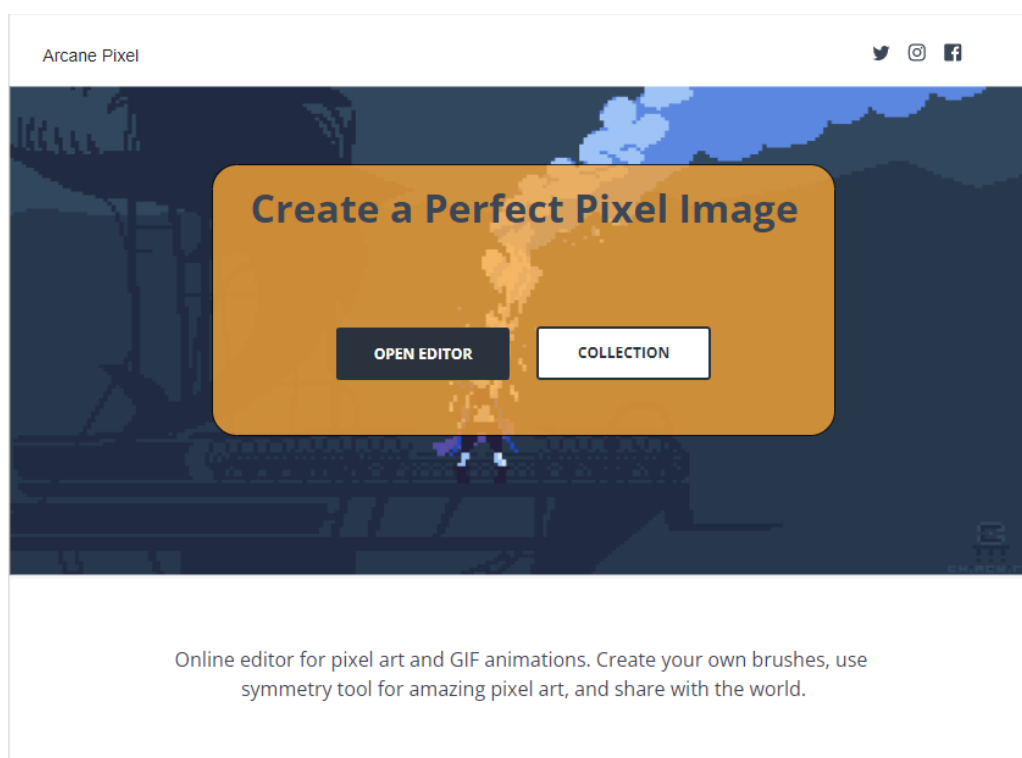 Arcane Pixel
Create a Perfect Pixel Image
OPEN EDITOR
COLLECTION
Online editor for pixel art and GIF animations. Create your own brushes, use
symmetry tool for amazing pixel art, and share with the world.